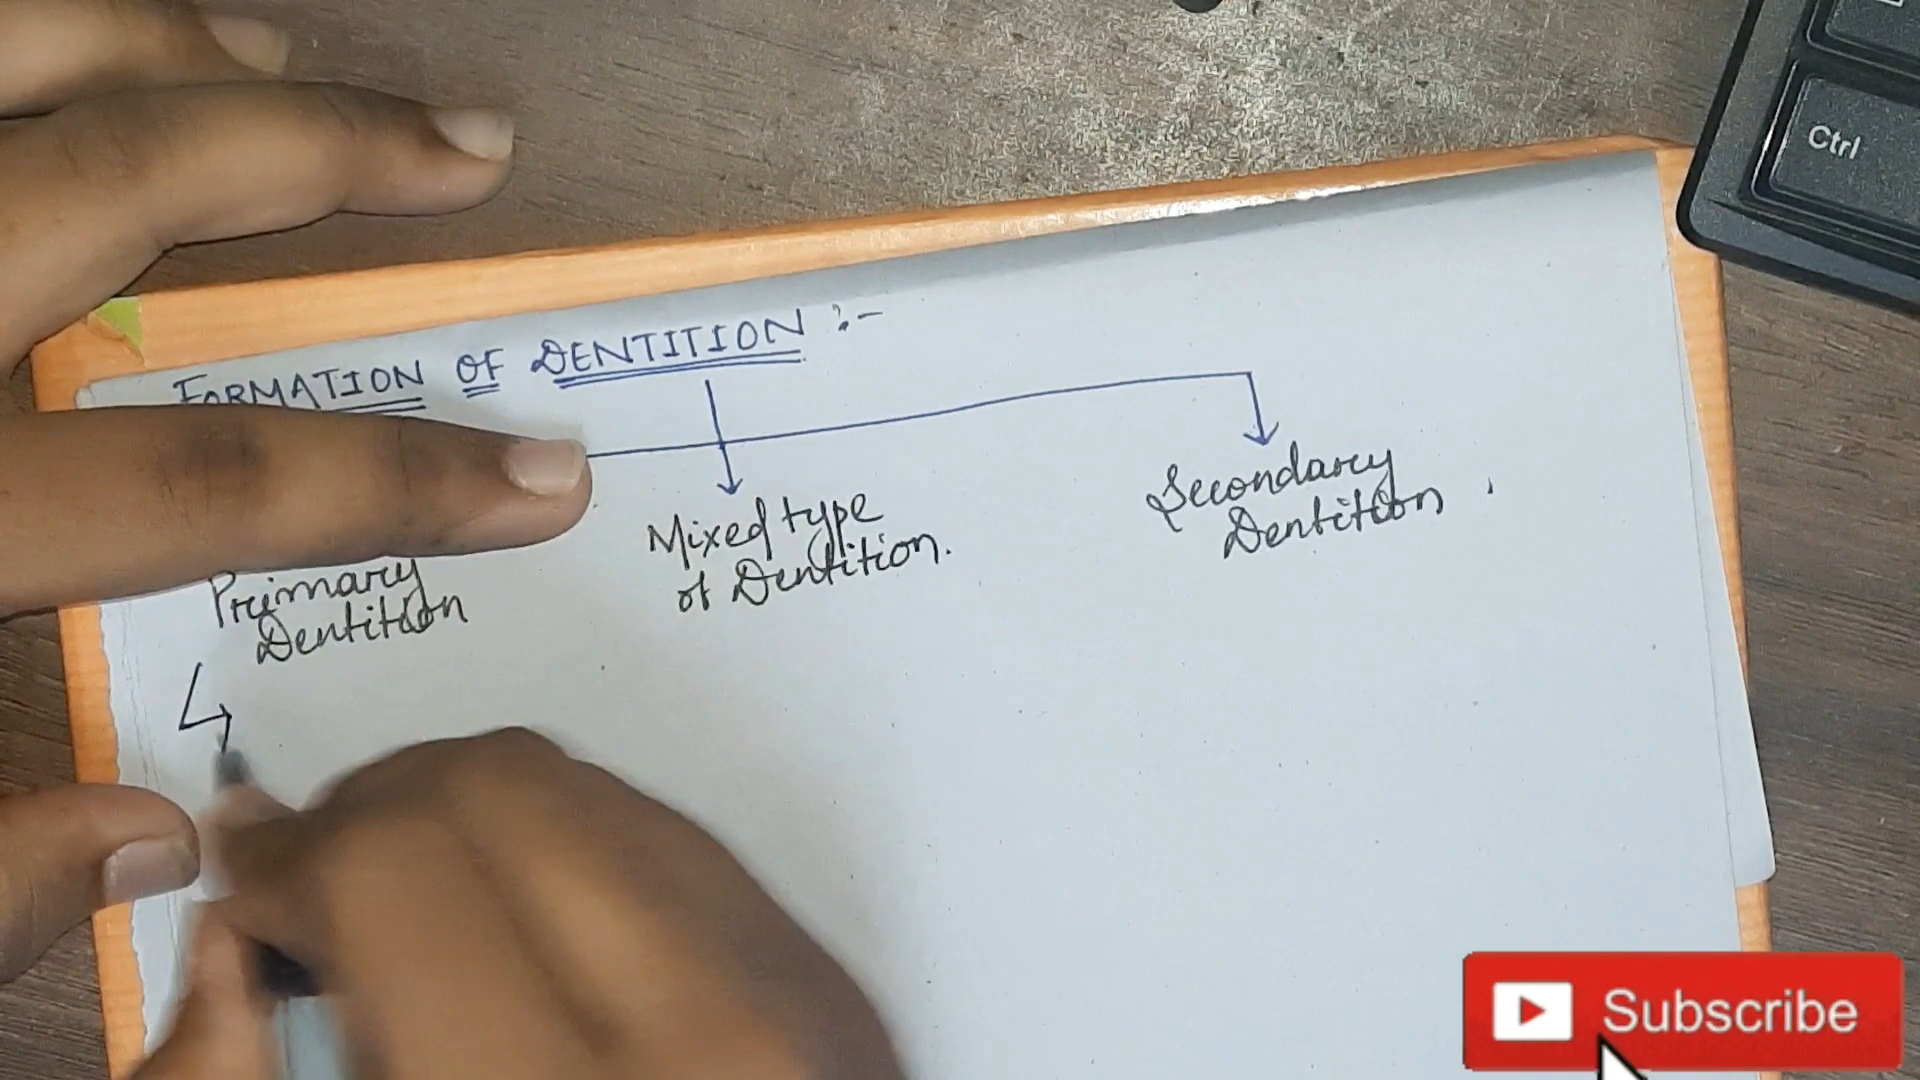 Ctrl
FORMATION OF DENTITION :-
Primary
Dentition
Mixed type
of Dentition.
Secondary
Dentition .
Subscribe